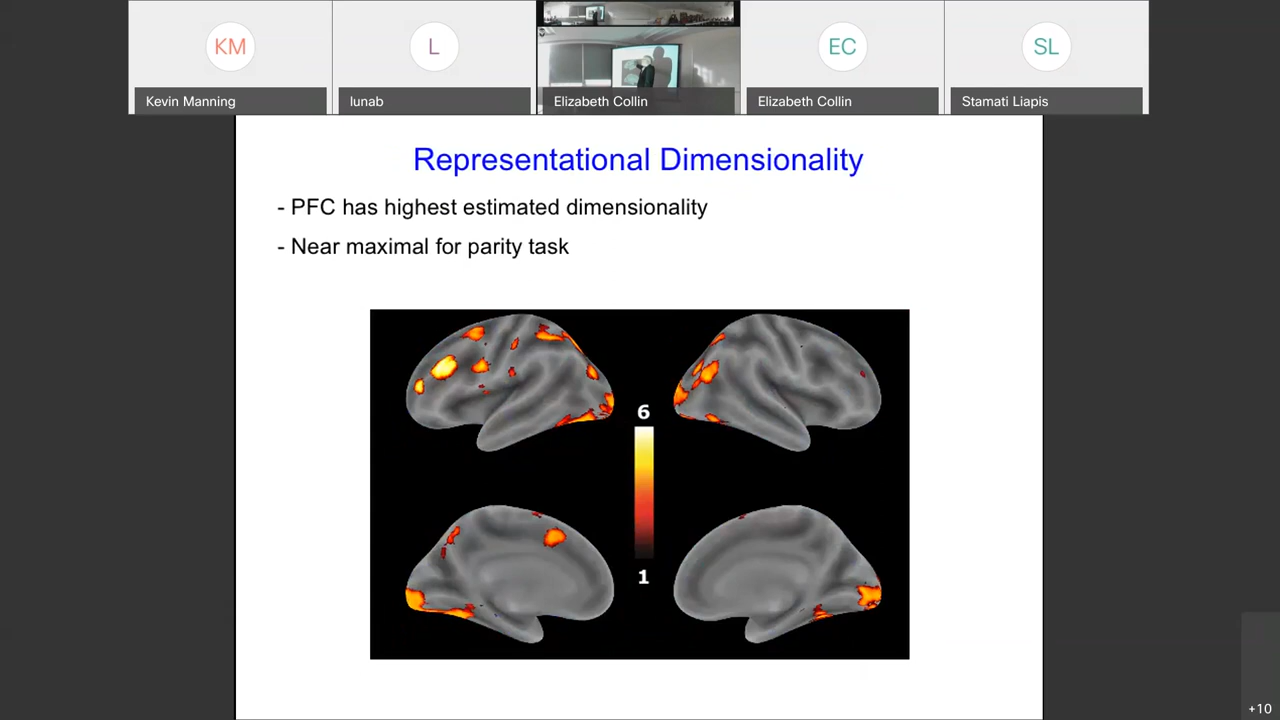 KM
L
EC
SL
Kevin Manning
lunab
Elizabeth Collin
Elizabeth Collin
Stamati Liapis
Representational Dimensionality
- PFC has highest estimated dimensionality
- Near maximal for parity task
6
1
+10